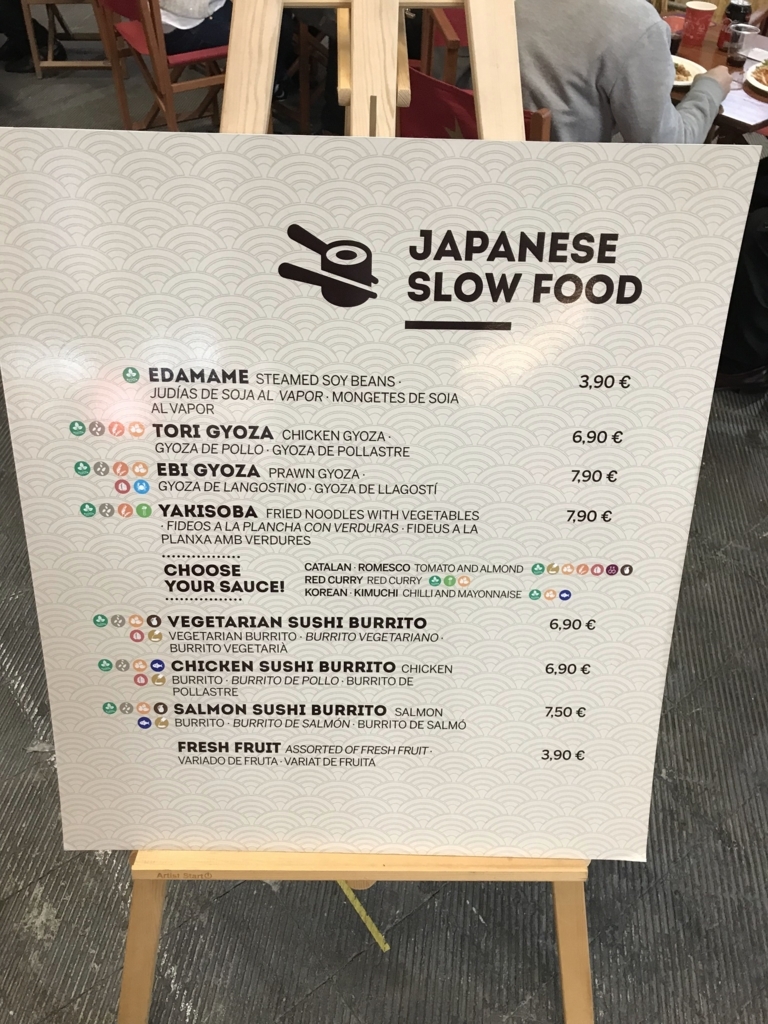 JAPANESE
SLOW FOOD
EDAMAME STEAMED SOY BEANS · 3,90 €
JUDÍAS DE SOJA AL VAPOR · MONGETES DE SOIA
AL VAPOR
TORI GYOZA CHICKEN GYOZA · 6,90 €
GYOZA DE POLLO · GYOZA DE POLLASTRE
EBI GYOZA PRAWN GYOZA · 7,90 €
GYOZA DE LANGOSTINO · GYOZA DE LLAGOSTÍ
YAKISOBA FRIED NOODLES WITH VEGETABLES 7,90 €
· FIDEOS A LA PLANCHA CON VERDURAS · FIDEUS A LA
PLANXA AMB VERDURES
CHOOSE
YOUR SAUCE!
CATALAN · ROMESCO TOMATO AND ALMOND
RED CURRY RED CURRY
KOREAN · KIMUCHI CHILLI AND MAYONNAISE
VEGETARIAN SUSHI BURRITO 6,90 €
VEGETARIAN BURRITO · BURRITO VEGETARIANO ·
BURRITO VEGETARIÀ
CHICKEN SUSHI BURRITO CHICKEN 6,90 €
BURRITO · BURRITO DE POLLO · BURRITO DE
POLLASTRE
SALMON SUSHI BURRITO SALMON 7,50 €
BURRITO · BURRITO DE SALMÓN · BURRITO DE SALMÓ
FRESH FRUIT ASSORTED OF FRESH FRUIT · 3,90 €
VARIADO DE FRUTA · VARIAT DE FRUITA
Artist Start